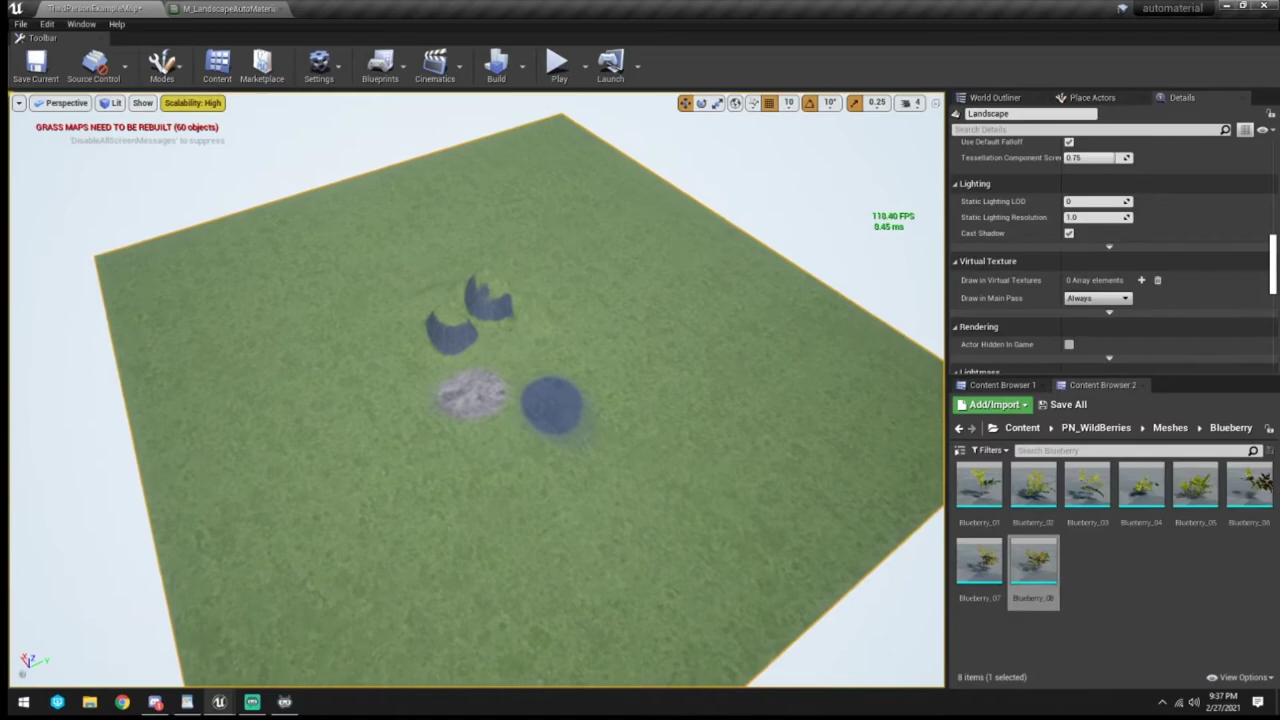 ThirdPersonExampleMap
M_LandscapeAutoMaterial
automaterial
File Edit Window Help
Toolbar
Save Current Source Control Modes Content Marketplace Settings Blueprints Cinematics Build Play Launch
Perspective Lit Show Scalability: High 10 10° 0.25 4
GRASS MAPS NEED TO BE REBUILT (60 objects)
'DisableAllScreenMessages' to suppress
118.40 FPS
8.45 ms
World Outliner Place Actors Details
Landscape
Search Details
Use Default Falloff
Tessellation Component Scre 0.75
Lighting
Static Lighting LOD 0
Static Lighting Resolution 1.0
Cast Shadow
Virtual Texture
Draw in Virtual Textures 0 Array elements
Draw in Main Pass Always
Rendering
Actor Hidden In Game
Lightmass
Content Browser 1 Content Browser 2
Add/Import Save All
Content PN_WildBerries Meshes Blueberry
Filters Search Blueberry
Blueberry_01 Blueberry_02 Blueberry_03 Blueberry_04 Blueberry_05 Blueberry_06
Blueberry_07 Blueberry_08
8 items (1 selected) View Options
X Z Y
9:37 PM
2/27/2021